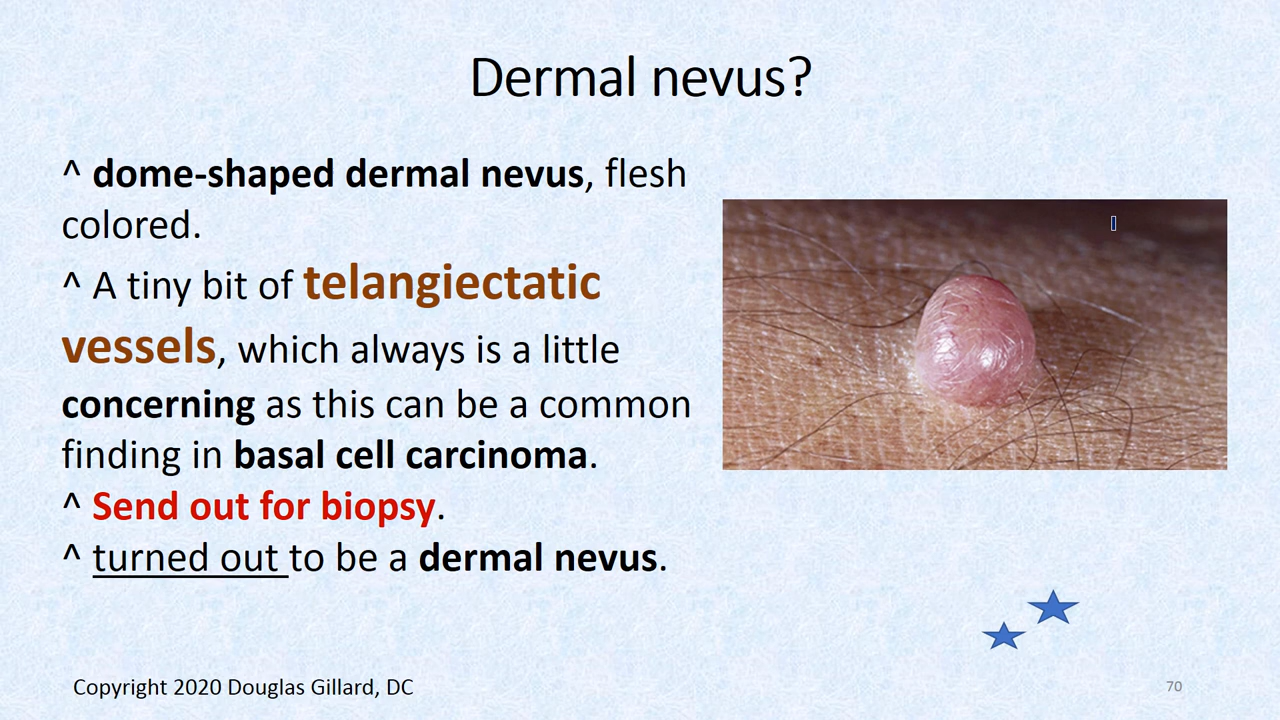 Dermal nevus?
^ dome-shaped dermal nevus, flesh
colored.
^ A tiny bit of telangiectatic
vessels, which always is a little
concerning as this can be a common
finding in basal cell carcinoma.
^ Send out for biopsy.
^ turned out to be a dermal nevus.
Copyright 2020 Douglas Gillard, DC
70